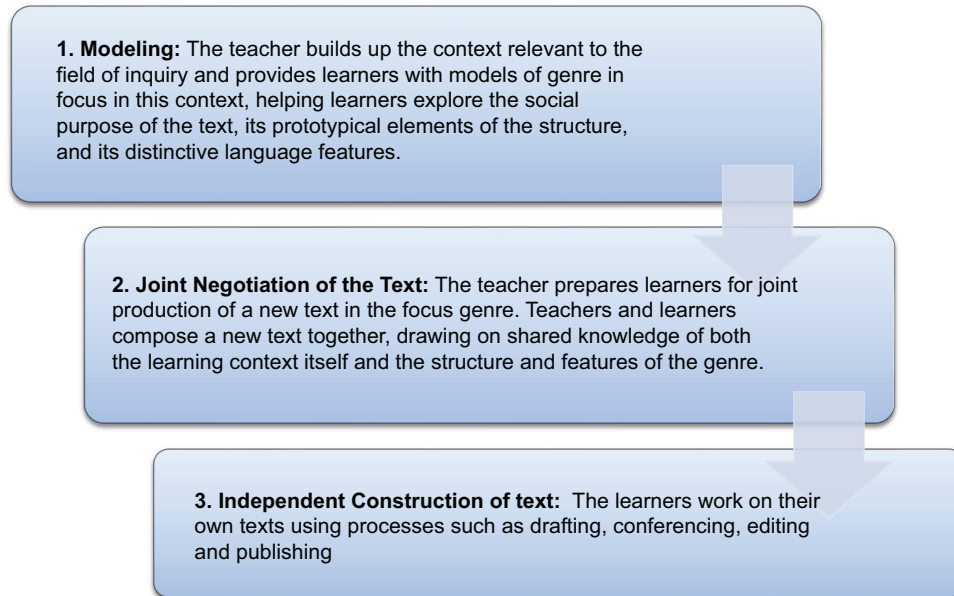 1. Modeling: The teacher builds up the context relevant to the
field of inquiry and provides learners with models of genre in
focus in this context, helping learners explore the social
purpose of the text, its prototypical elements of the structure,
and its distinctive language features.
2. Joint Negotiation of the Text: The teacher prepares learners for joint
production of a new text in the focus genre. Teachers and learners
compose a new text together, drawing on shared knowledge of both
the learning context itself and the structure and features of the genre.
3. Independent Construction of text: The learners work on their
own texts using processes such as drafting, conferencing, editing
and publishing